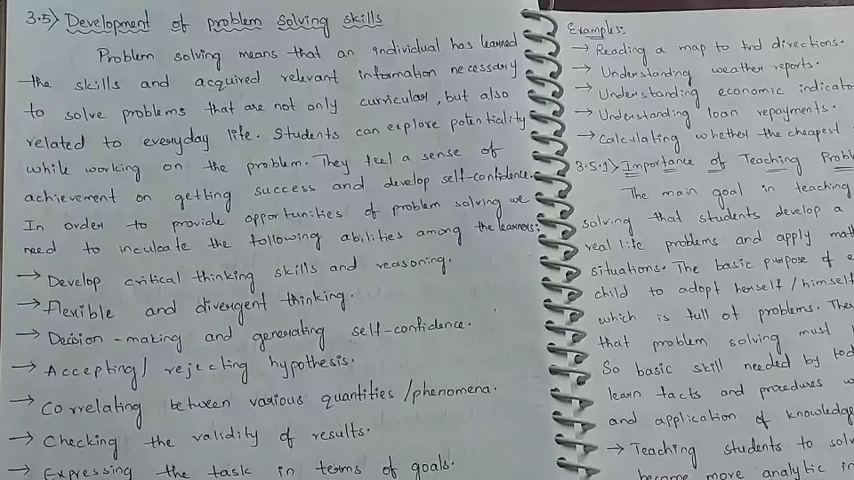 3.5) Development of problem solving skills
Problem solving means that an individual has learned
the skills and acquired relevant information necessary
to solve problems that are not only curricular, but also
related to everyday life. Students can explore potentiality
while working on the problem. They feel a sense of
achievement on getting success and develop self-confidence.
In order to provide opportunities of problem solving we
need to inculcate the following abilities among the learners:
→ Develop critical thinking skills and reasoning.
→ Flexible and divergent thinking.
→ Decision-making and generating self-confidence.
→ Accepting/ rejecting hypothesis.
→ Correlating between various quantities /phenomena.
→ Checking the validity of results.
→ Expressing the task in terms of goals.
Examples:
→ Reading a map to find directions.
→ Understanding weather reports.
→ Understanding economic
→ Understanding loan repayments.
→ Calculating whether the cheapest
3.5.1) Importance of Teaching
The main goal in teaching
solving that students develop a
real life problems and apply
situations. The basic purpose of
child to adopt herself/himself
which is full of problems.
that problem solving must
So basic skill needed by
learn facts and procedures
and application of knowledge
→ Teaching students to
become more analytic in